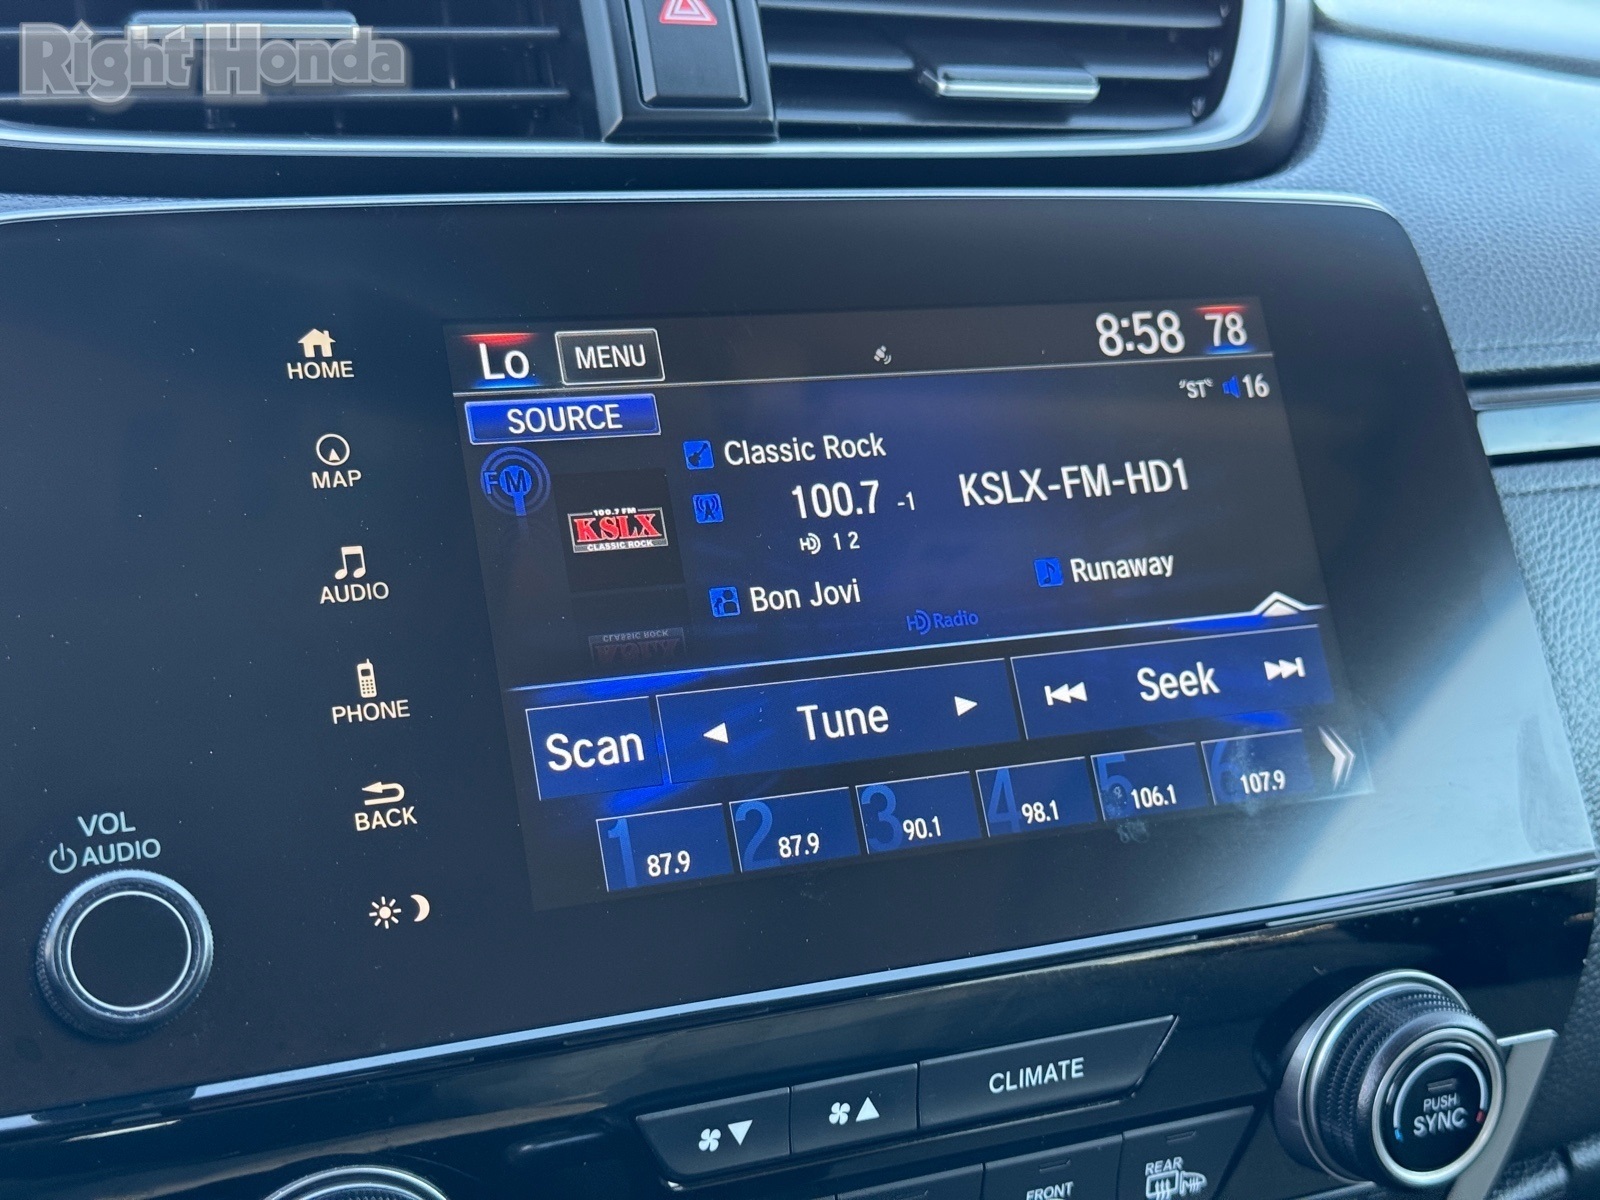 Right Honda
HOME
MAP
AUDIO
PHONE
BACK
VOL
AUDIO
Lo
MENU
8:58
78
SOURCE
"ST"
16
FM
Classic Rock
100.7 FM
KSLX
CLASSIC ROCK
100.7 -1
KSLX-FM-HD1
HD 1 2
Bon Jovi
Runaway
HD Radio
Scan
Tune
Seek
1 87.9
2 87.9
3 90.1
4 98.1
5 106.1
6 107.9
CLIMATE
PUSH
SYNC
FRONT
REAR